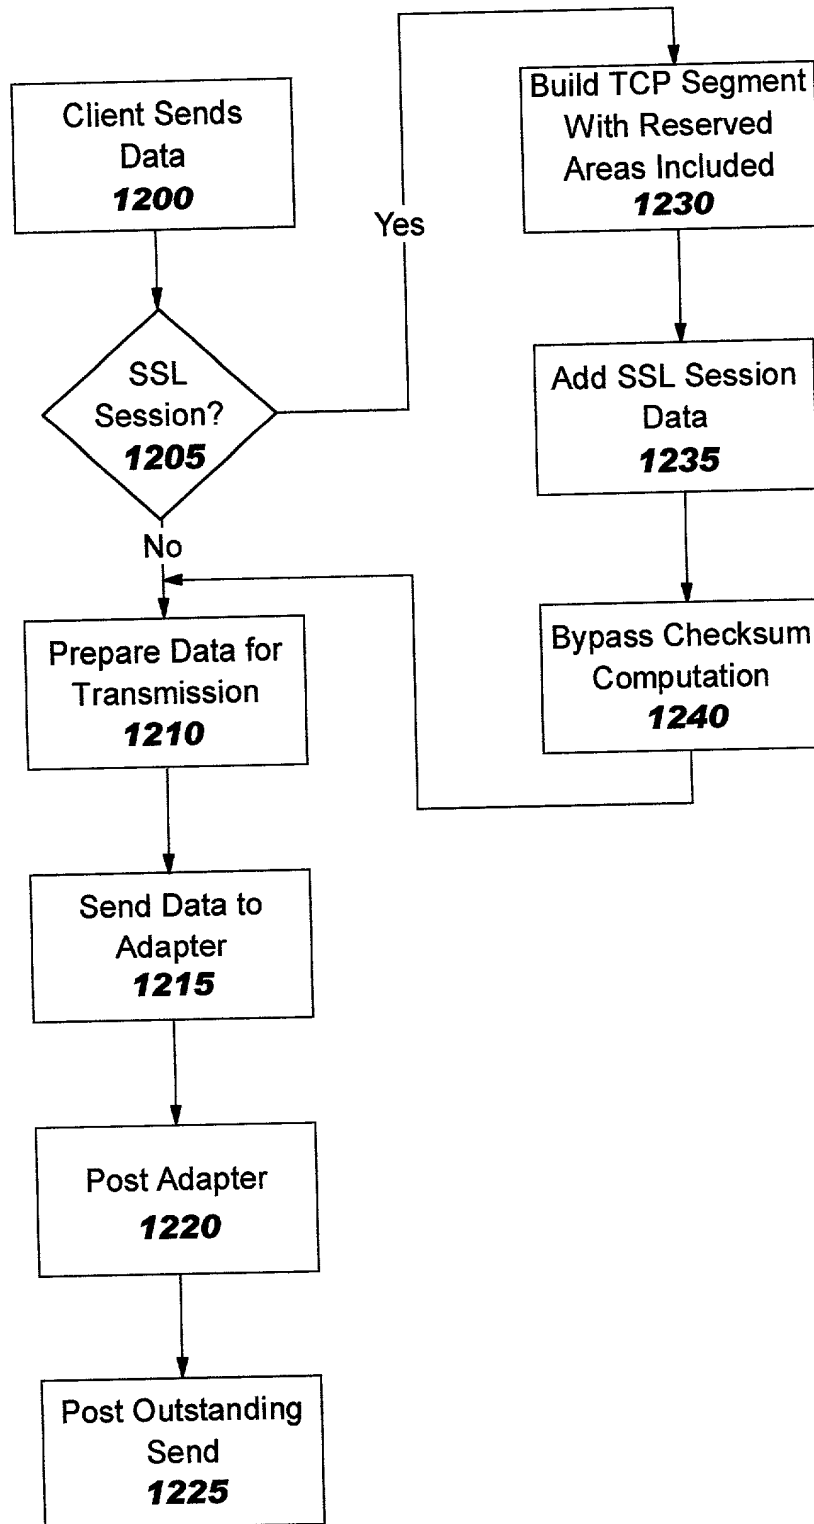 Client Sends
Data
1200
SSL
Session?
1205
Yes
No
Prepare Data for
Transmission
1210
Send Data to
Adapter
1215
Post Adapter
1220
Post Outstanding
Send
1225
Build TCP Segment
With Reserved
Areas Included
1230
Add SSL Session
Data
1235
Bypass Checksum
Computation
1240